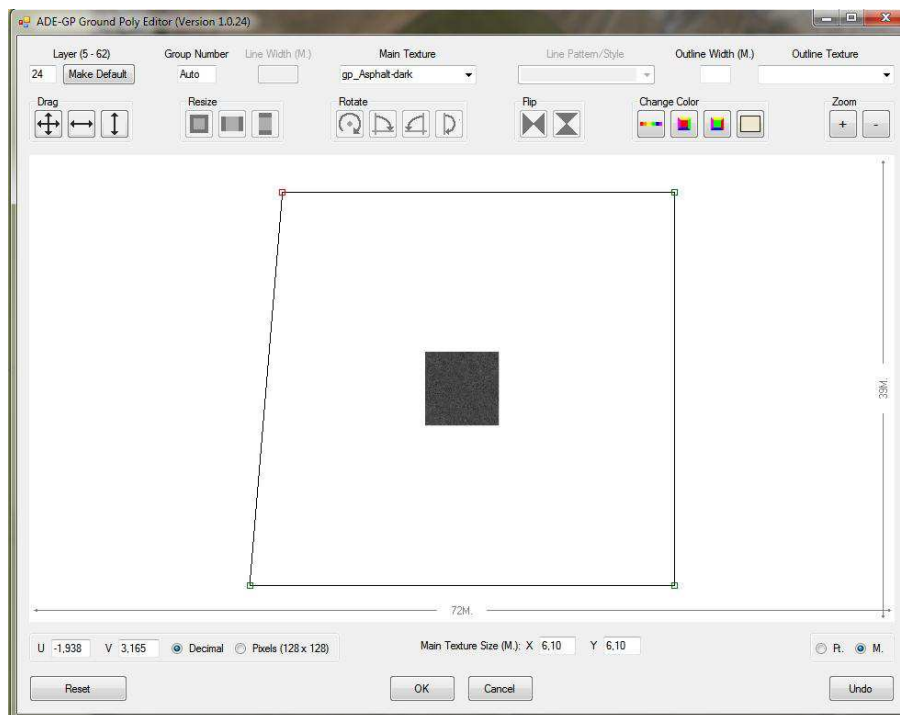 ADE-GP Ground Poly Editor (Version 1.0.24)
Layer (5 - 62) Group Number Line Width (M.) Main Texture Line Pattern/Style Outline Width (M.) Outline Texture
24 Make Default Auto gp_Asphalt-dark
Drag Resize Rotate Flip Change Color Zoom
+ -
39M.
72M.
U -1,938 V 3,165 Decimal Pixels (128 x 128) Main Texture Size (M.): X 6,10 Y 6,10 Ft. M.
Reset OK Cancel Undo